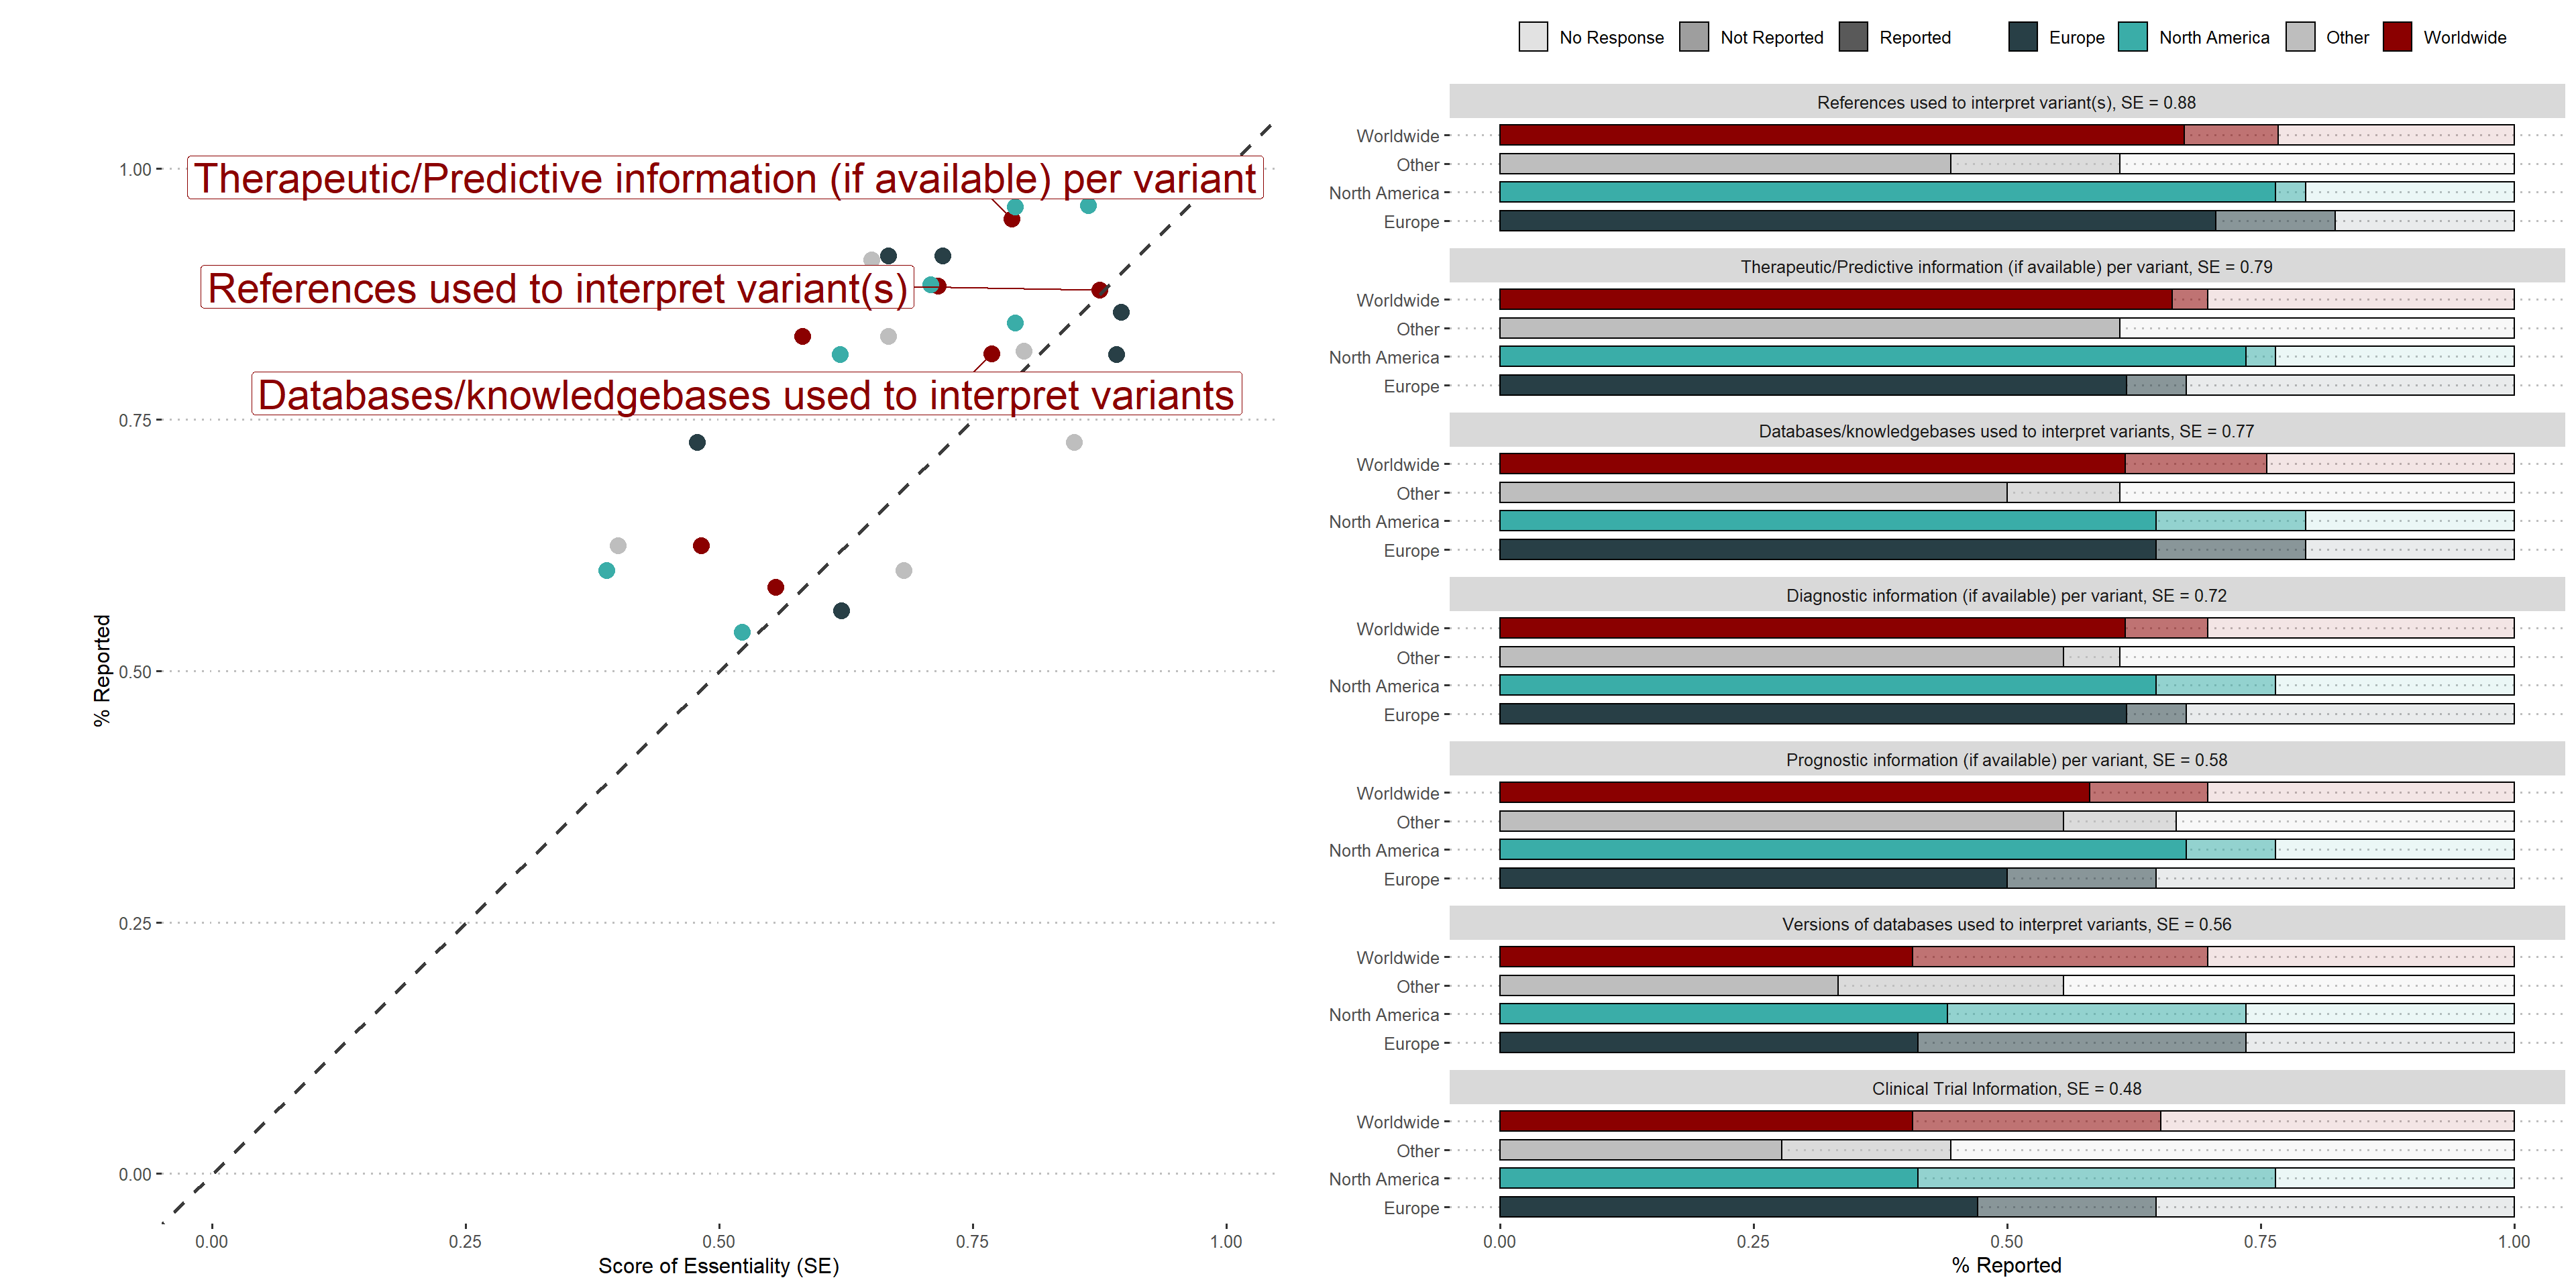 No Response Not Reported Reported Europe North America Other Worldwide
% Reported
1.00
0.75
0.50
0.25
0.00
Therapeutic/Predictive information (if available) per variant
References used to interpret variant(s)
Databases/knowledgebases used to interpret variants
0.00 0.25 0.50 0.75 1.00
Score of Essentiality (SE)
References used to interpret variant(s), SE = 0.88
Worldwide
Other
North America
Europe
Therapeutic/Predictive information (if available) per variant, SE = 0.79
Worldwide
Other
North America
Europe
Databases/knowledgebases used to interpret variants, SE = 0.77
Worldwide
Other
North America
Europe
Diagnostic information (if available) per variant, SE = 0.72
Worldwide
Other
North America
Europe
Prognostic information (if available) per variant, SE = 0.58
Worldwide
Other
North America
Europe
Versions of databases used to interpret variants, SE = 0.56
Worldwide
Other
North America
Europe
Clinical Trial Information, SE = 0.48
Worldwide
Other
North America
Europe
0.00 0.25 0.50 0.75 1.00
% Reported